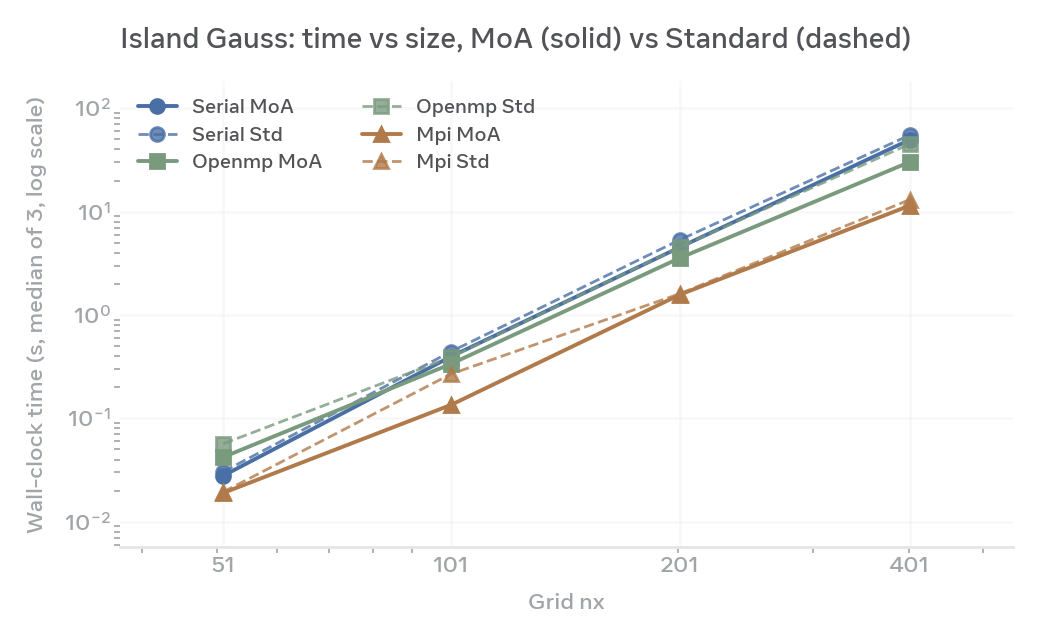 Island Gauss: time vs size, MoA (solid) vs Standard (dashed)
Serial MoA
Serial Std
Openmp MoA
Openmp Std
Mpi MoA
Mpi Std
Wall-clock time (s, median of 3, log scale)
10²
10¹
10⁰
10⁻¹
10⁻²
51 101 201 401
Grid nx